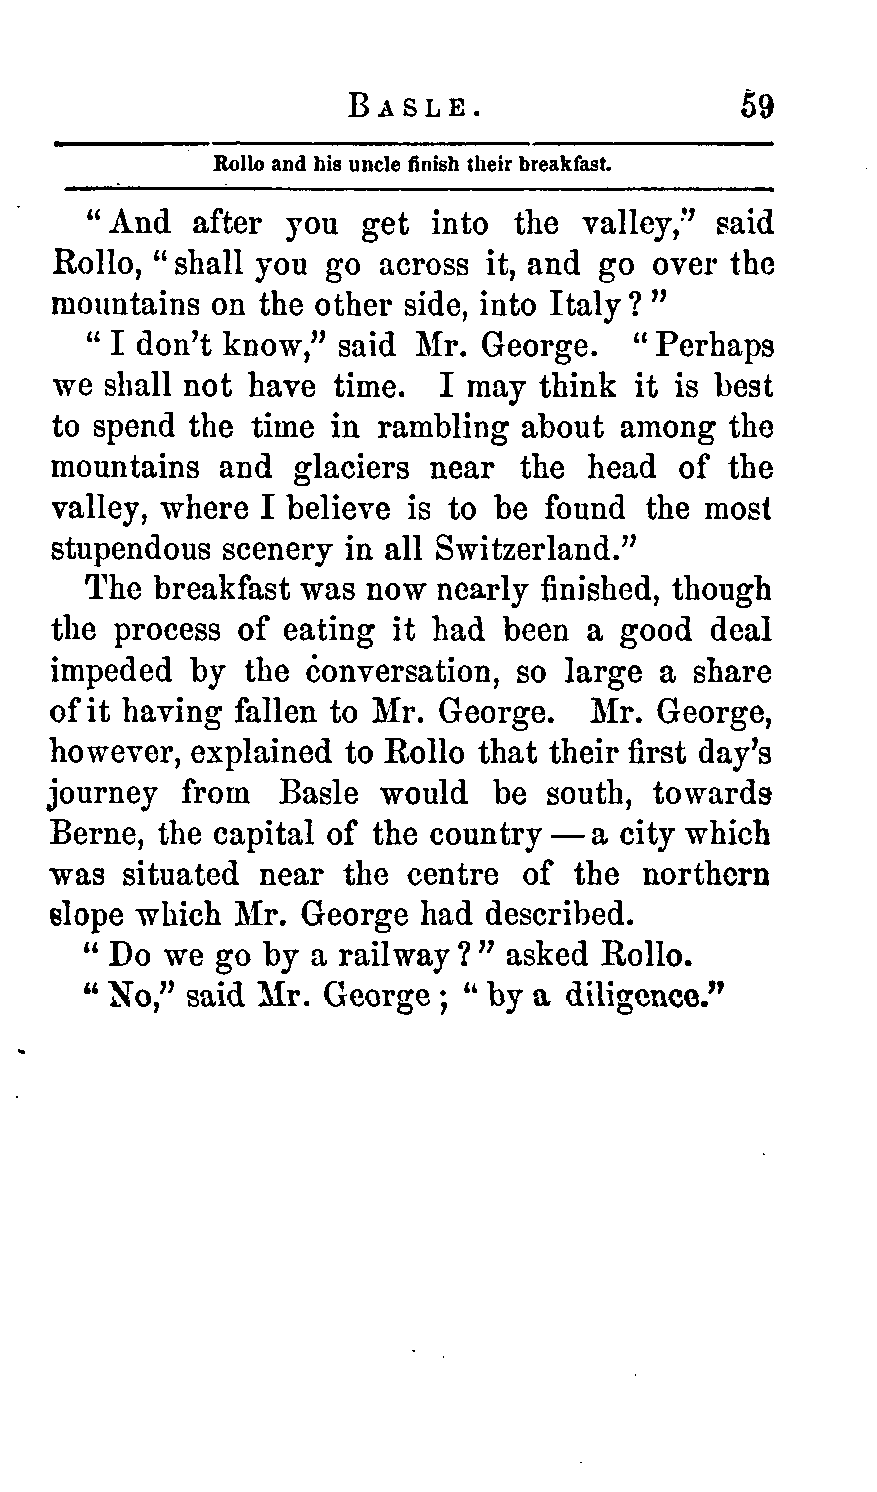 BASLE. 59
Rollo and his uncle finish their breakfast.
“And after you get into the valley,” said
Rollo, “shall you go across it, and go over the
mountains on the other side, into Italy?”
“I don’t know,” said Mr. George. “Perhaps
we shall not have time. I may think it is best
to spend the time in rambling about among the
mountains and glaciers near the head of the
valley, where I believe is to be found the most
stupendous scenery in all Switzerland.”
The breakfast was now nearly finished, though
the process of eating it had been a good deal
impeded by the conversation, so large a share
of it having fallen to Mr. George. Mr. George,
however, explained to Rollo that their first day’s
journey from Basle would be south, towards
Berne, the capital of the country — a city which
was situated near the centre of the northern
slope which Mr. George had described.
“Do we go by a railway?” asked Rollo.
“No,” said Mr. George; “by a diligence.”